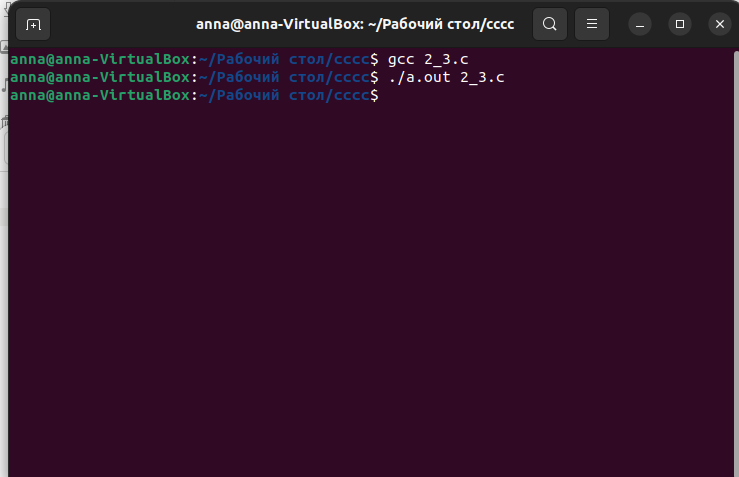 anna@anna-VirtualBox: ~/Рабочий стол/сссс
anna@anna-VirtualBox:~/Рабочий стол/сссс$ gcc 2_3.c
anna@anna-VirtualBox:~/Рабочий стол/сссс$ ./a.out 2_3.c
anna@anna-VirtualBox:~/Рабочий стол/сссс$